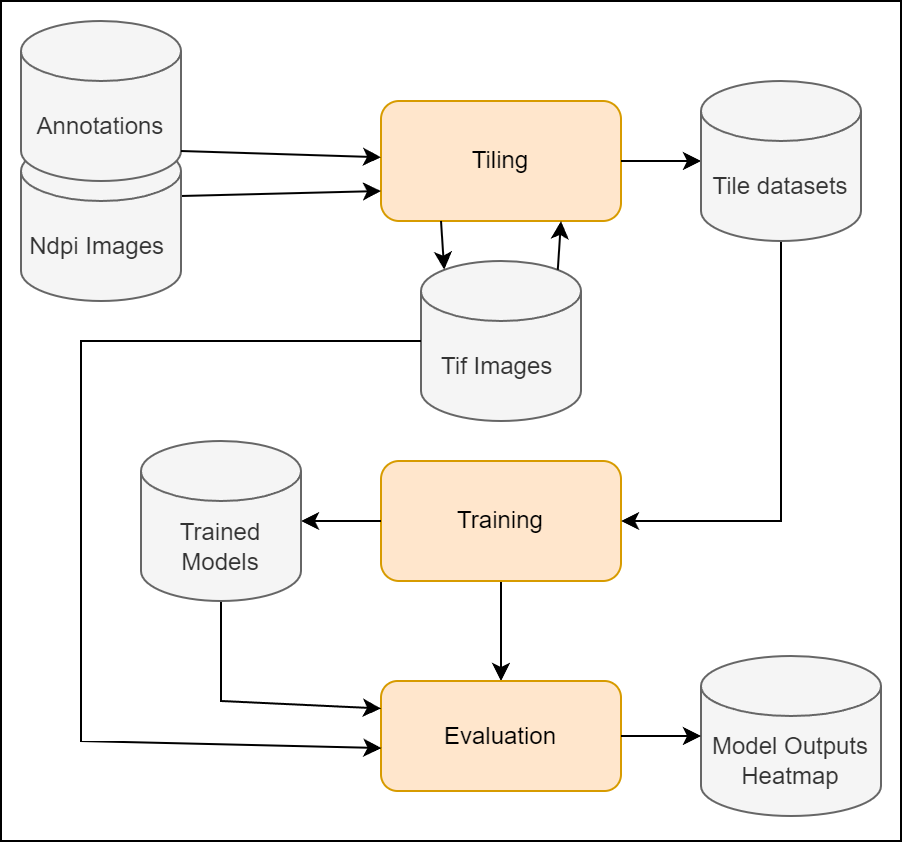 Annotations
Tiling
Tile datasets
Ndpi Images
Tif Images
Trained
Models
Training
Evaluation
Model Outputs
Heatmap